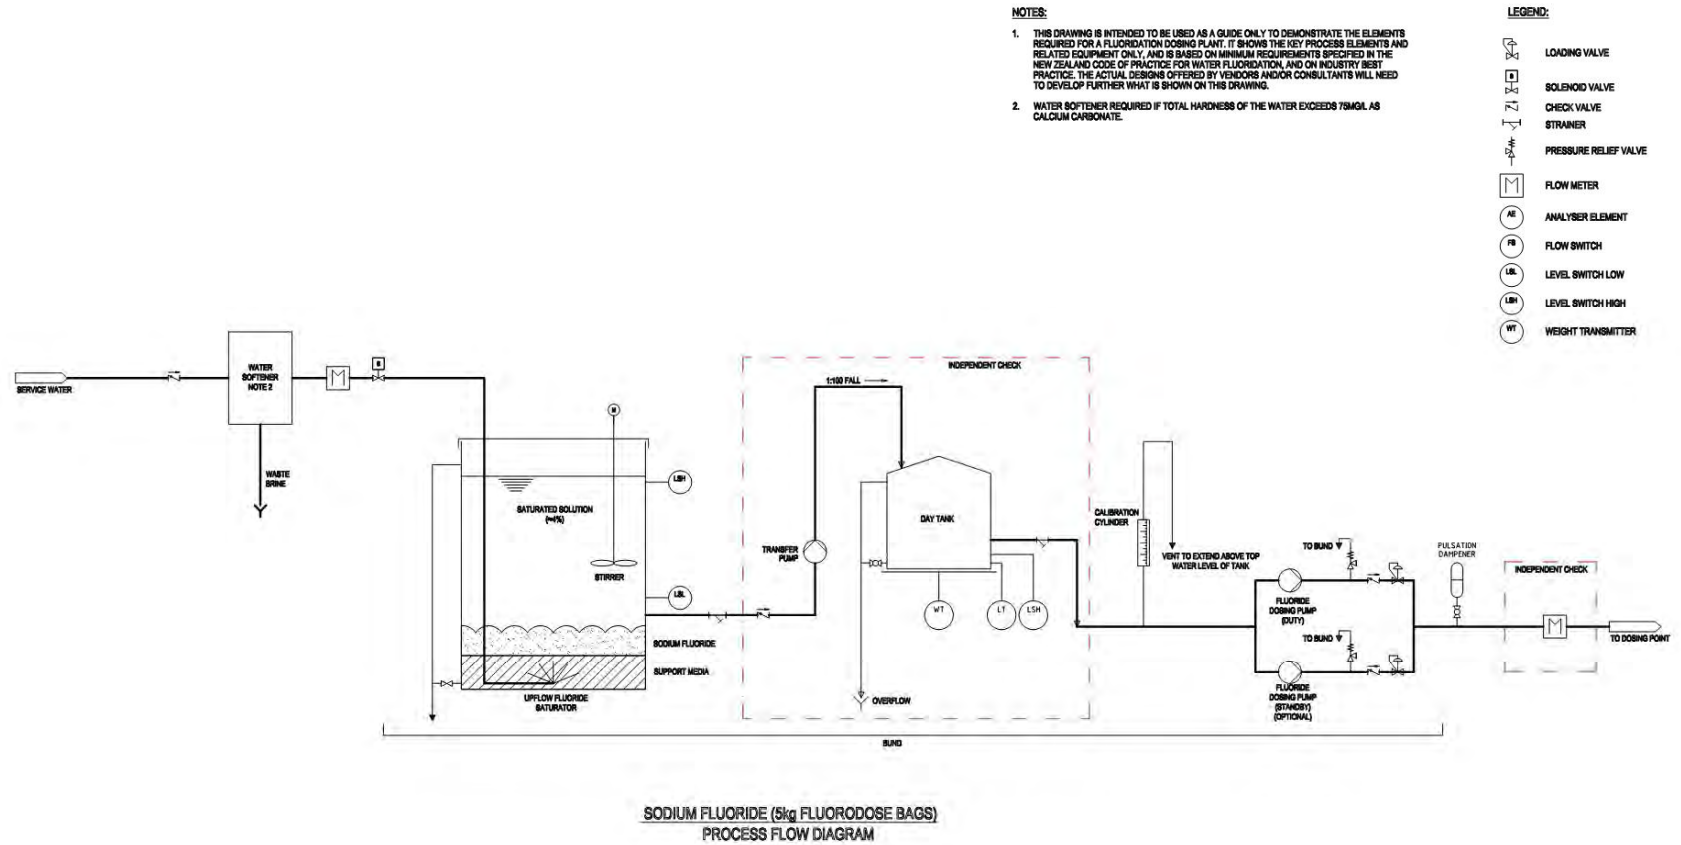 NOTES:
1. THIS DRAWING IS INTENDED TO BE USED AS A GUIDE ONLY TO DEMONSTRATE THE ELEMENTS
REQUIRED FOR A FLUORIDATION DOSING PLANT. IT SHOWS THE KEY PROCESS ELEMENTS AND
RELATED EQUIPMENT ONLY, AND IS BASED ON MINIMUM REQUIREMENTS SPECIFIED IN THE
NEW ZEALAND CODE OF PRACTICE FOR WATER FLUORIDATION, AND ON INDUSTRY BEST
PRACTICE. THE ACTUAL DESIGNS OFFERED BY VENDORS AND/OR CONSULTANTS WILL NEED
TO DEVELOP FURTHER WHAT IS SHOWN ON THIS DRAWING.
2. WATER SOFTENER REQUIRED IF TOTAL HARDNESS OF THE WATER EXCEEDS 75MG/L AS
CALCIUM CARBONATE.
LEGEND:
LOADING VALVE
S
SOLENOID VALVE
CHECK VALVE
STRAINER
PRESSURE RELIEF VALVE
M
FLOW METER
AE
ANALYSER ELEMENT
FS
FLOW SWITCH
LSL
LEVEL SWITCH LOW
LSH
LEVEL SWITCH HIGH
WT
WEIGHT TRANSMITTER
SERVICE WATER
WATER
SOFTENER
NOTE 2
M
S
WASTE
BRINE
M
LSH
SATURATED SOLUTION
(≈4%)
STIRRER
LSL
SODIUM FLUORIDE
SUPPORT MEDIA
UPFLOW FLUORIDE
SATURATOR
INDEPENDENT CHECK
1:100 FALL
TRANSFER
PUMP
DAY TANK
WT
LT
LSH
OVERFLOW
CALIBRATION
CYLINDER
VENT TO EXTEND ABOVE TOP
WATER LEVEL OF TANK
TO BUND
FLUORIDE
DOSING PUMP
(DUTY)
TO BUND
FLUORIDE
DOSING PUMP
(STANDBY)
(OPTIONAL)
PULSATION
DAMPENER
INDEPENDENT CHECK
M
TO DOSING POINT
BUND
SODIUM FLUORIDE (5kg FLUORODOSE BAGS)
PROCESS FLOW DIAGRAM